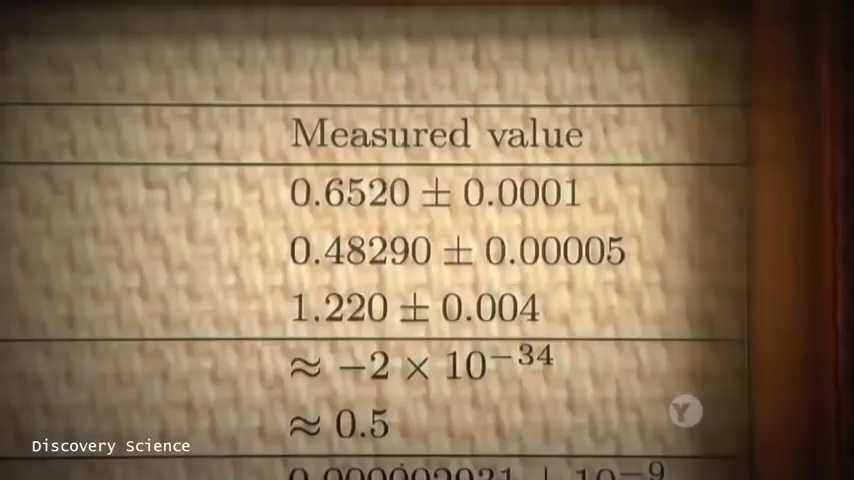 Measured value
0.6520 ± 0.0001
0.48290 ± 0.00005
1.220 ± 0.004
≈ −2 × 10⁻³⁴
≈ 0.5
Y
Discovery Science